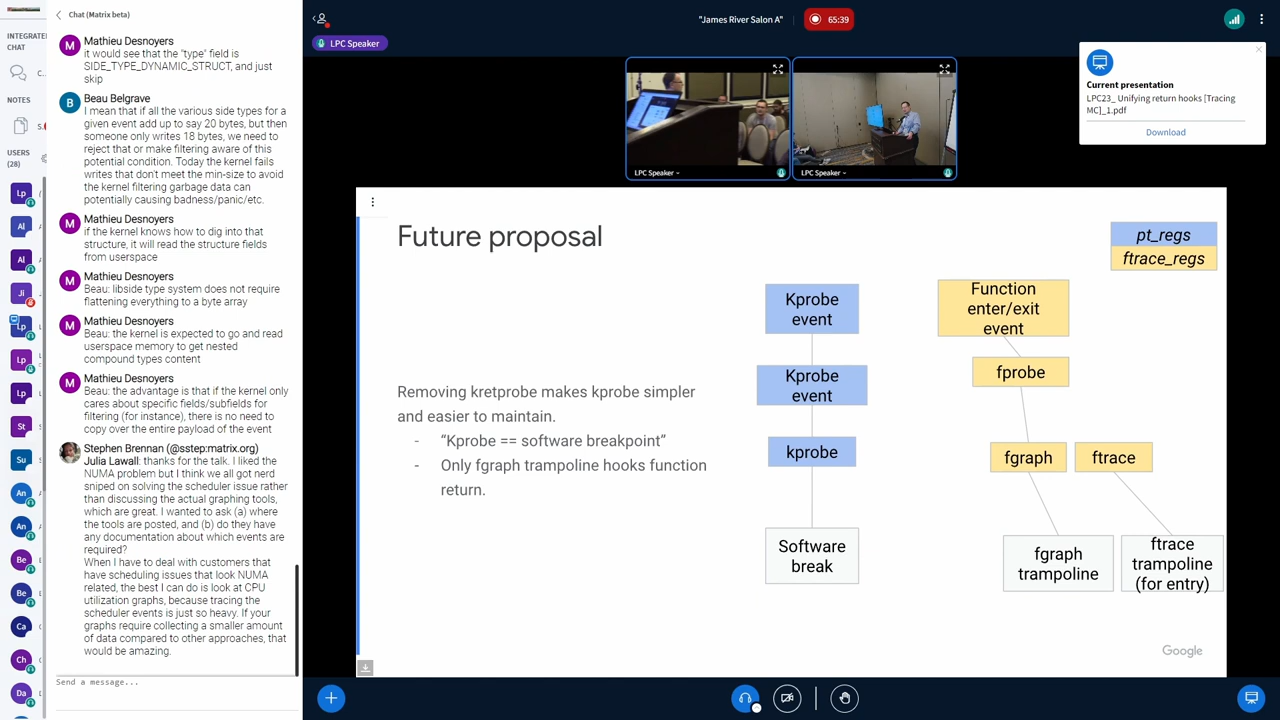 INTEGRATED
CHAT
C...
NOTES
S...
USERS
(28)
Lp
Al
Al
Ji
Lp
Lp
Lp
St
Su
An
An
Be
Be
Ca
Ch
Da
Chat (Matrix beta)
M
Mathieu Desnoyers
it would see that the "type" field is
SIDE_TYPE_DYNAMIC_STRUCT, and just
skip
B
Beau Belgrave
I mean that if all the various side types for a
given event add up to say 20 bytes, but then
someone only writes 18 bytes, we need to
reject that or make filtering aware of this
potential condition. Today the kernel fails
writes that don't meet the min-size to avoid
the kernel filtering garbage data can
potentially causing badness/panic/etc.
M
Mathieu Desnoyers
if the kernel knows how to dig into that
structure, it will read the structure fields
from userspace
M
Mathieu Desnoyers
Beau: libside type system does not require
flattening everything to a byte array
M
Mathieu Desnoyers
Beau: the kernel is expected to go and read
userspace memory to get nested
compound types content
M
Mathieu Desnoyers
Beau: the advantage is that if the kernel only
cares about specific fields/subfields for
filtering (for instance), there is no need to
copy over the entire payload of the event
Stephen Brennan (@sstep:matrix.org)
Julia Lawall: thanks for the talk. I liked the
NUMA problem but I think we all got nerd
sniped on solving the scheduler issue rather
than discussing the actual graphing tools,
which are great. I wanted to ask (a) where
the tools are posted, and (b) do they have
any documentation about which events are
required?
When I have to deal with customers that
have scheduling issues that look NUMA
related, the best I can do is look at CPU
utilization graphs, because tracing the
scheduler events is just so heavy. If your
graphs require collecting a smaller amount
of data compared to other approaches, that
would be amazing.
Send a message...
LPC Speaker
"James River Salon A"
65:39
LPC Speaker
LPC Speaker
Current presentation
LPC23_ Unifying return hooks [Tracing
MC]_1.pdf
Download
Future proposal
pt_regs
ftrace_regs
Removing kretprobe makes kprobe simpler
and easier to maintain.
- “Kprobe == software breakpoint”
- Only fgraph trampoline hooks function
return.
Kprobe
event
Kprobe
event
kprobe
Software
break
Function
enter/exit
event
fprobe
fgraph
ftrace
fgraph
trampoline
ftrace
trampoline
(for entry)
Google